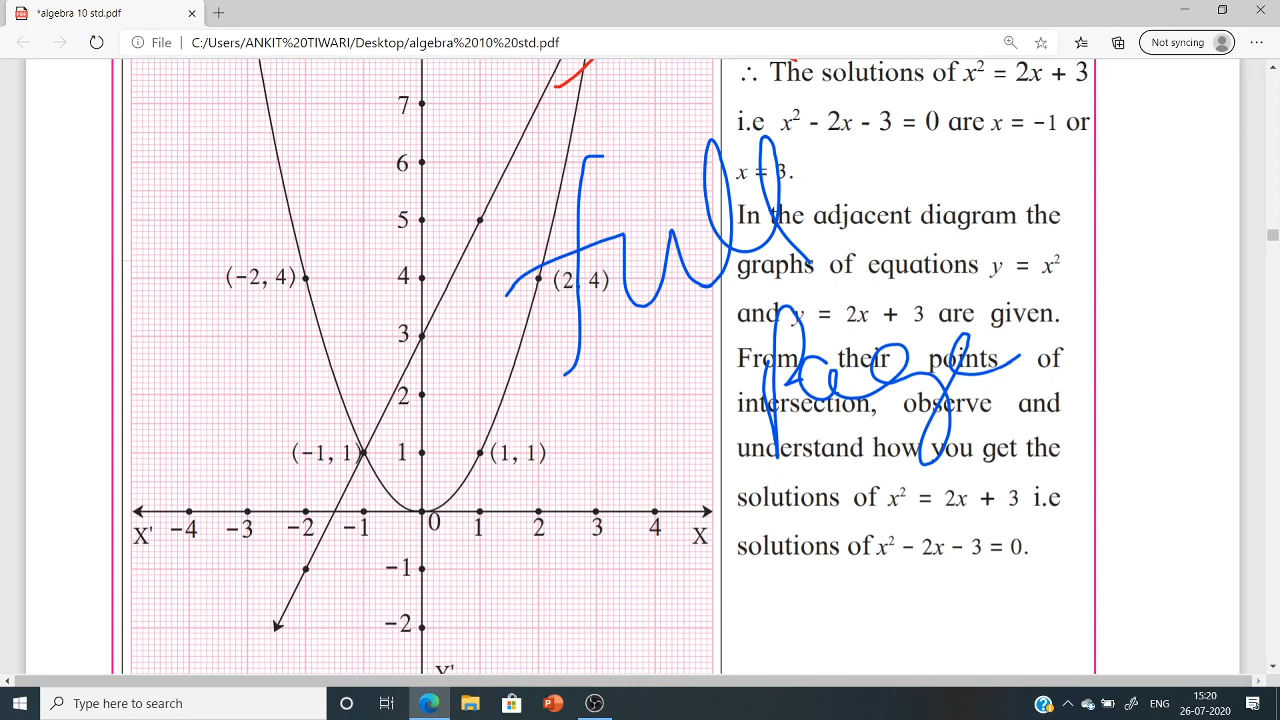 *algebra 10 std.pdf
File
C:/Users/ANKIT%20TIWARI/Desktop/algebra%2010%20std.pdf
Not syncing
7
6
5
(-2, 4)
4
(2, 4)
3
2
(-1, 1)
1
(1, 1)
X' -4 -3 -2 -1 0 1 2 3 4 X
-1
-2
Y'
∴ The solutions of x² = 2x + 3
i.e x² - 2x - 3 = 0 are x = -1 or
x = 3.
In the adjacent diagram the
graphs of equations y = x²
and y = 2x + 3 are given.
From their points of
intersection, observe and
understand how you get the
solutions of x² = 2x + 3 i.e
solutions of x² - 2x - 3 = 0.
full
page
Type here to search
ENG
15:20
26-07-2020